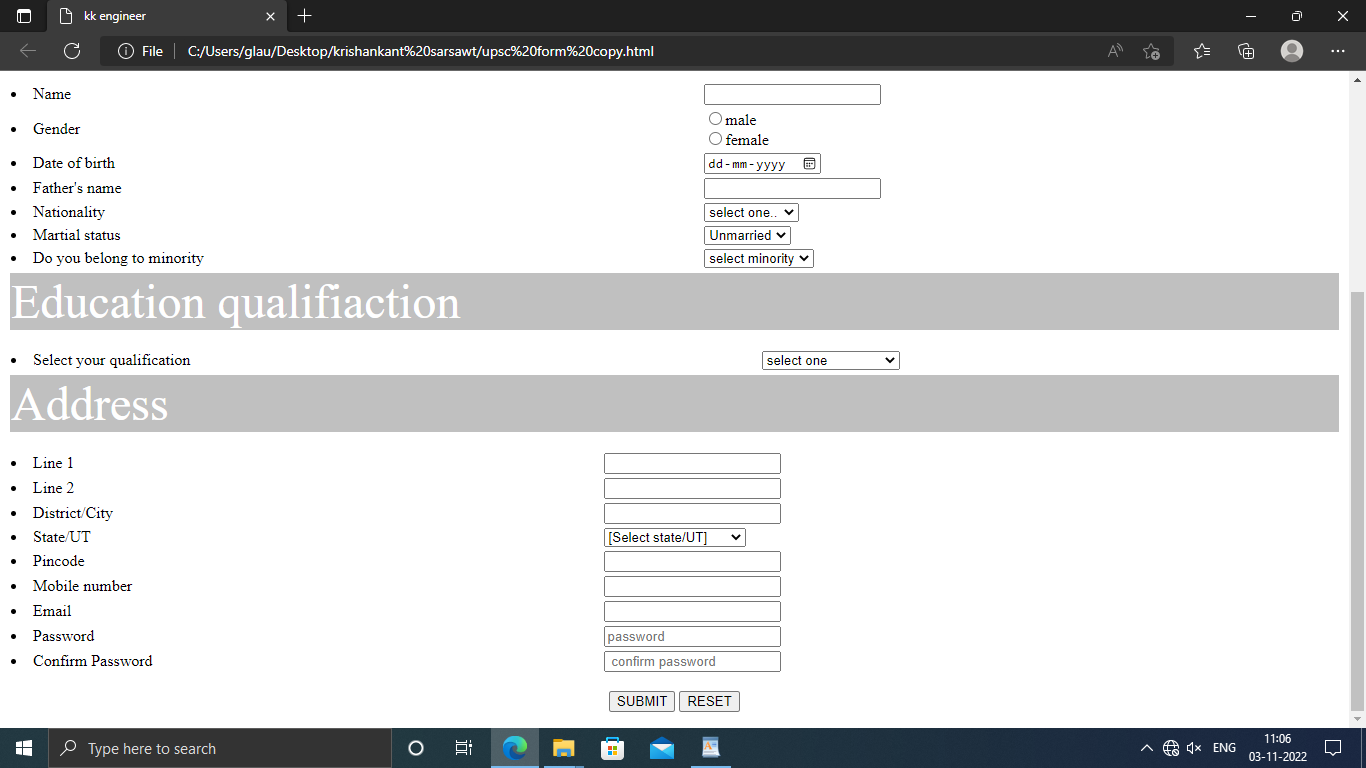 kk engineer
File C:/Users/glau/Desktop/krishankant%20sarsawt/upsc%20form%20copy.html
• Name
• Gender male
female
• Date of birth dd-mm-yyyy
• Father's name
• Nationality select one..
• Martial status Unmarried
• Do you belong to minority select minority
Education qualifiaction
• Select your qualification select one
Address
• Line 1
• Line 2
• District/City
• State/UT [Select state/UT]
• Pincode
• Mobile number
• Email
• Password password
• Confirm Password confirm password
SUBMIT RESET
Type here to search ENG 11:06
03-11-2022